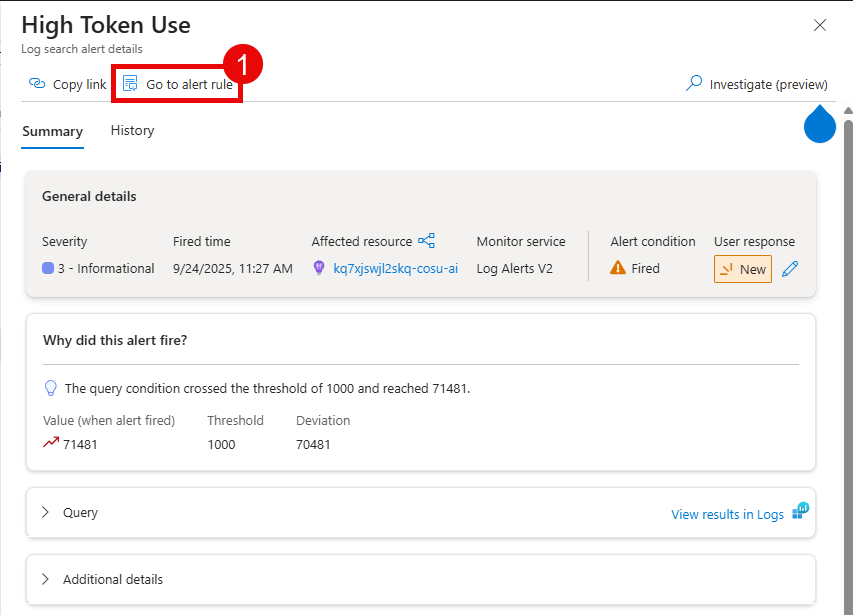 High Token Use
Log search alert details
Copy link Go to alert rule 1 Investigate (preview)
Summary History
General details
Severity Fired time Affected resource Monitor service Alert condition User response
3 - Informational 9/24/2025, 11:27 AM kq7xjswjl2skq-cosu-ai Log Alerts V2 Fired New
Why did this alert fire?
The query condition crossed the threshold of 1000 and reached 71481.
Value (when alert fired) Threshold Deviation
71481 1000 70481
Query View results in Logs
Additional details